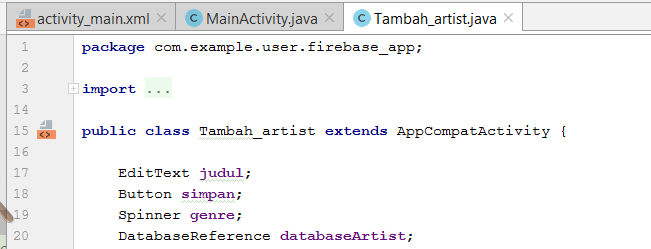 activity_main.xml × MainActivity.java × Tambah_artist.java ×
1 package com.example.user.firebase_app;
2
3 import ...
14
15 public class Tambah_artist extends AppCompatActivity {
16
17 EditText judul;
18 Button simpan;
19 Spinner genre;
20 DatabaseReference databaseArtist;